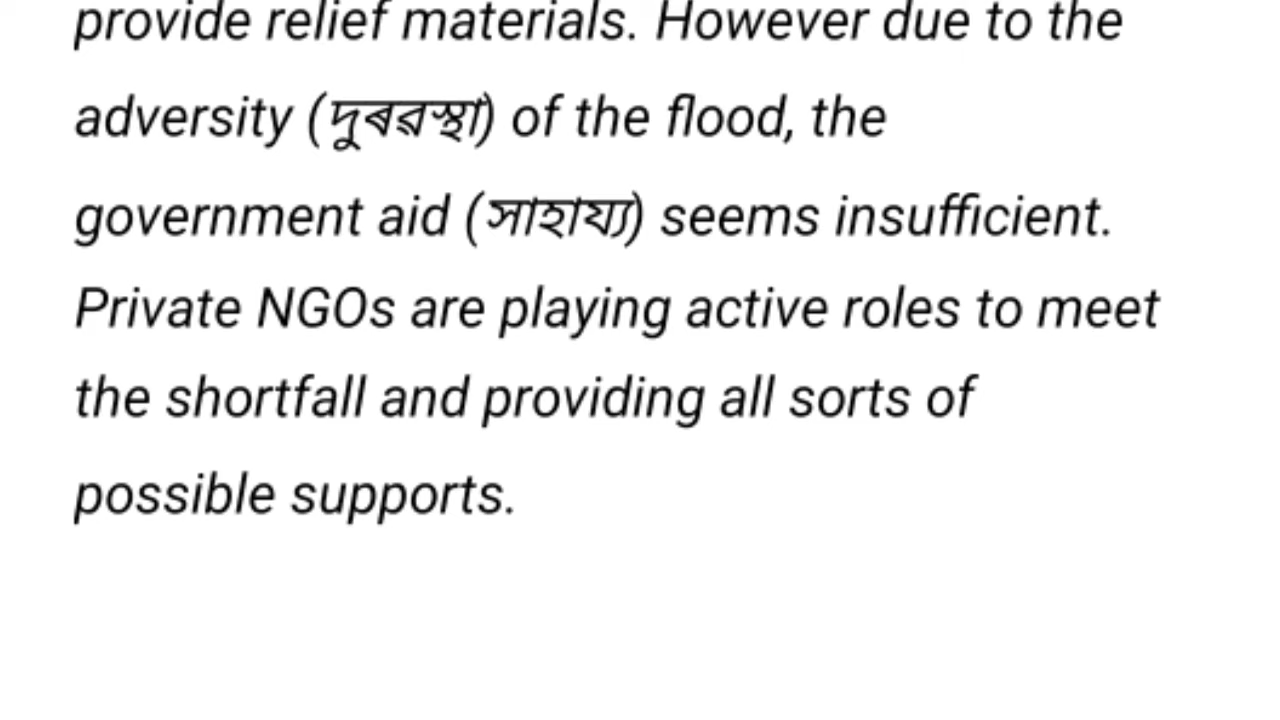 provide relief materials. However due to the
adversity (দুৰৱস্থা) of the flood, the
government aid (সাহায্য) seems insufficient.
Private NGOs are playing active roles to meet
the shortfall and providing all sorts of
possible supports.